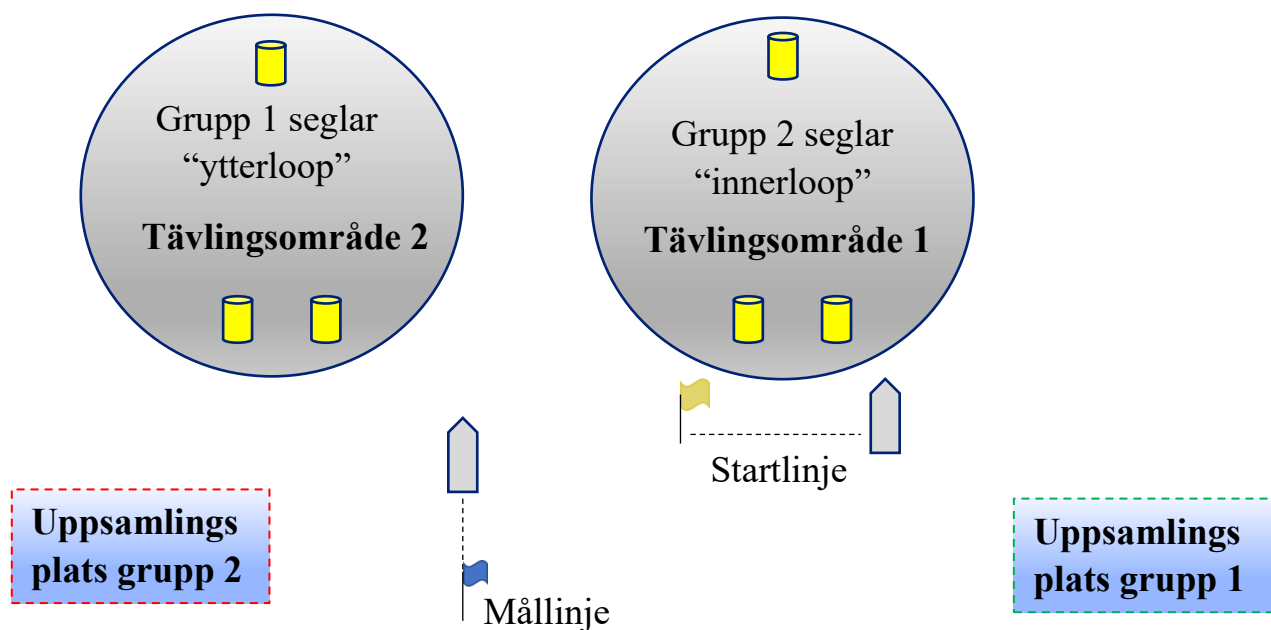 Grupp 1 seglar
“ytterloop”
Tävlingsområde 2
Grupp 2 seglar
“innerloop”
Tävlingsområde 1
Startlinje
Uppsamlings
plats grupp 2
Mållinje
Uppsamlings
plats grupp 1